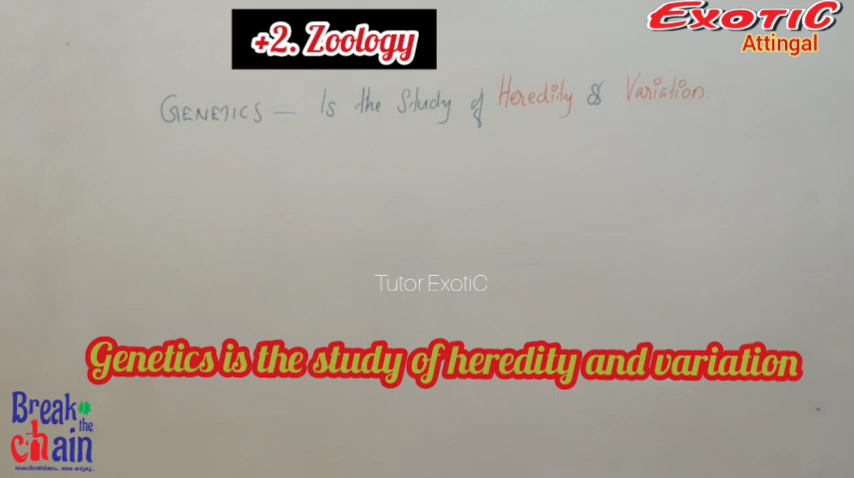 EXOTIC
Attingal
+2. Zoology
GENETICS — Is the Study of Heredity & Variation
Tutor ExotiC
Genetics is the study of heredity and variation
Break
the
chain